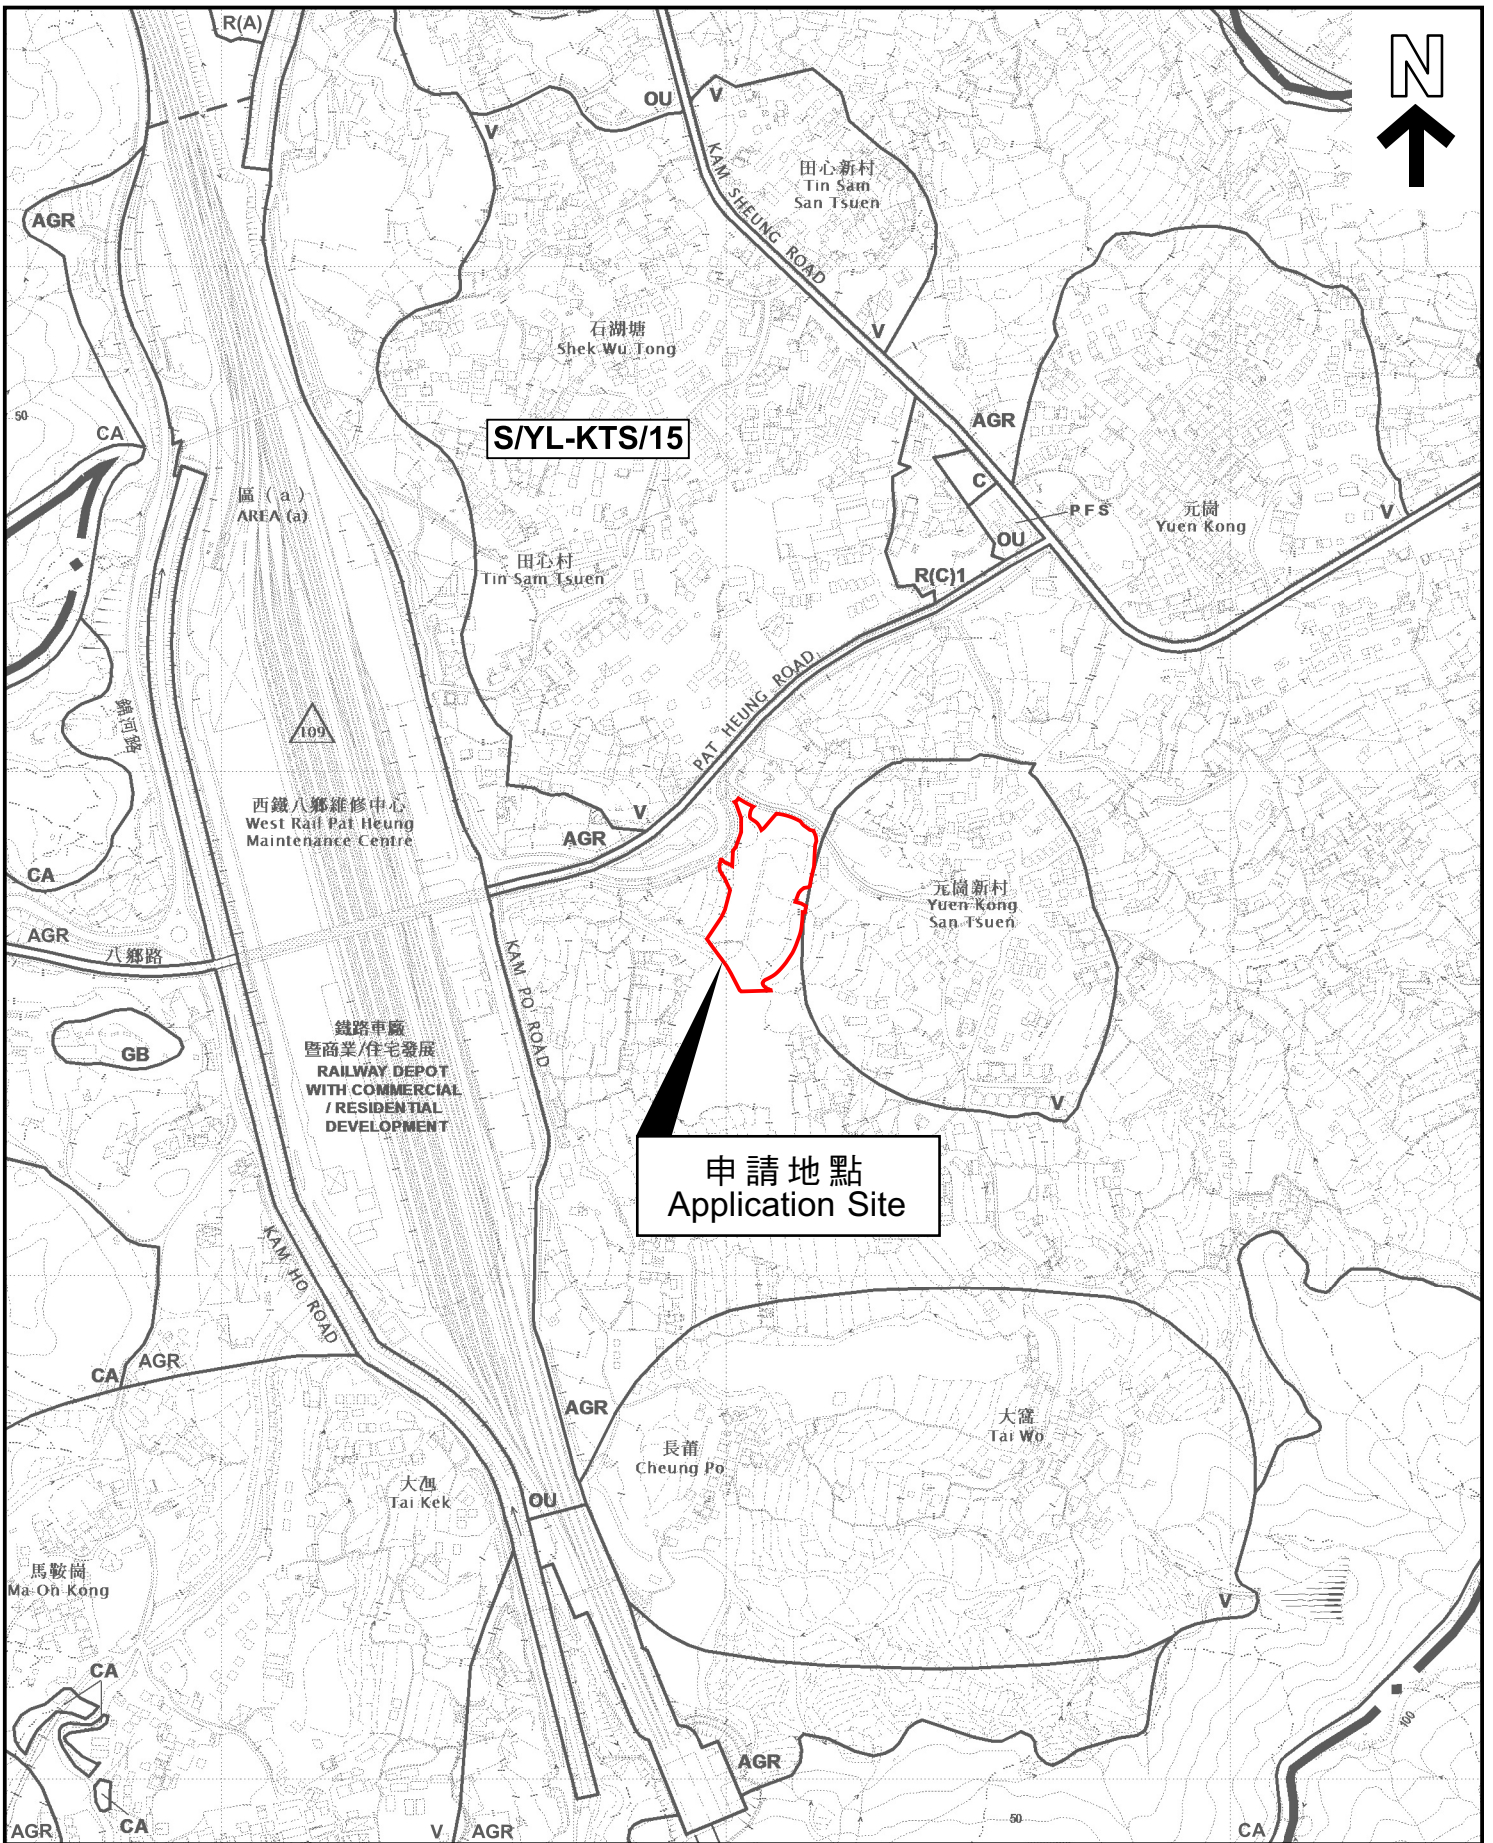 R(A)
N
OU
V
V
KAM SHEUNG ROAD
田心新村
Tin Sam
San Tsuen
AGR
石湖塘
Shek Wu Tong
V
50
CA
S/YL-KTS/15
AGR
C
PFS
OU
元崗
Yuen Kong
V
區 ( a )
AREA (a)
田心村
Tin Sam Tsuen
R(C)1
錦河路
109
PAT HEUNG ROAD
西鐵八鄉維修中心
West Rail Pat Heung
Maintenance Centre
V
AGR
CA
元崗新村
Yuen Kong
San Tsuen
AGR
八鄉路
KAM PO ROAD
GB
鐵路車廠
暨商業/住宅發展
RAILWAY DEPOT
WITH COMMERCIAL
/ RESIDENTIAL
DEVELOPMENT
V
申請地點
Application Site
KAM HO ROAD
CA
AGR
AGR
大窩
Tai Wo
長莆
Cheung Po
Tai Kek
OU
馬鞍崗
Ma On Kong
V
CA
100
AGR
AGR
CA
V
AGR
50
CA